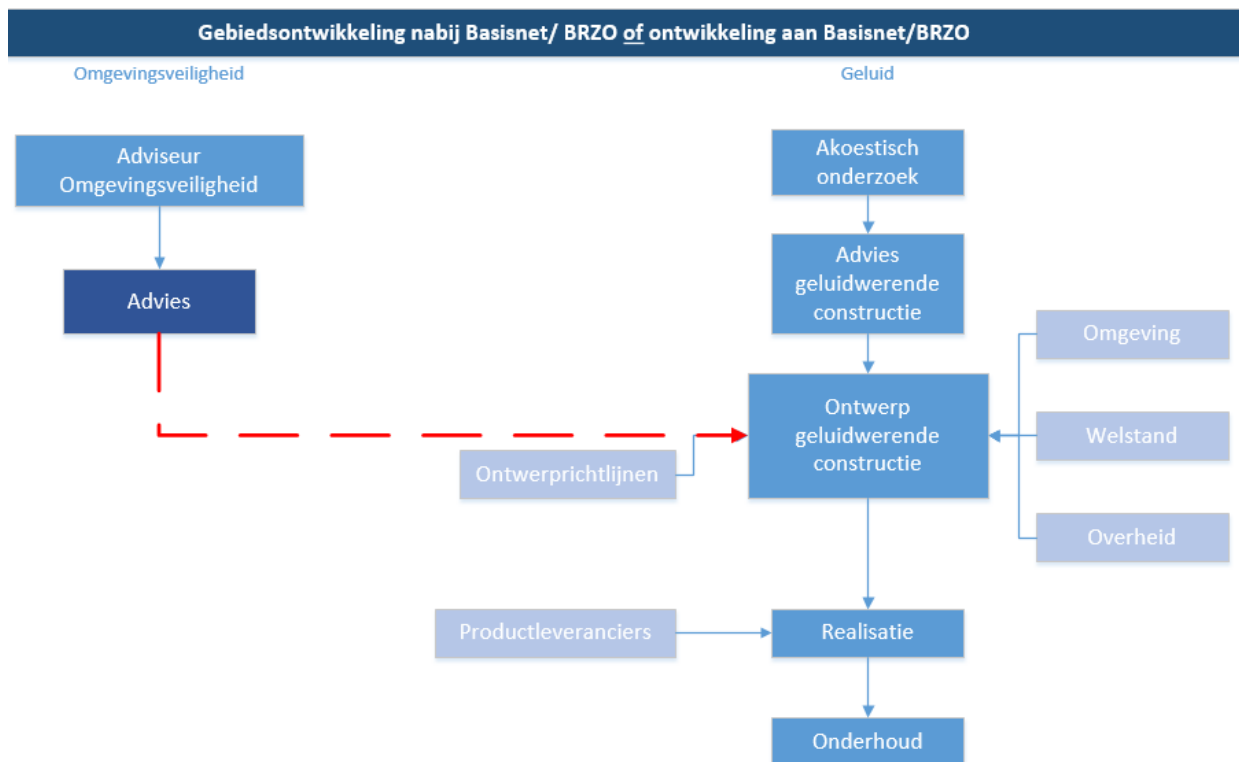 Gebiedsontwikkeling nabij Basisnet/ BRZO of ontwikkeling aan Basisnet/BRZO
Omgevingsveiligheid
Geluid
Adviseur
Omgevingsveiligheid
Advies
Akoestisch
onderzoek
Advies
geluidwerende
constructie
Ontwerp
geluidwerende
constructie
Ontwerprichtlijnen
Omgeving
Welstand
Overheid
Productleveranciers
Realisatie
Onderhoud